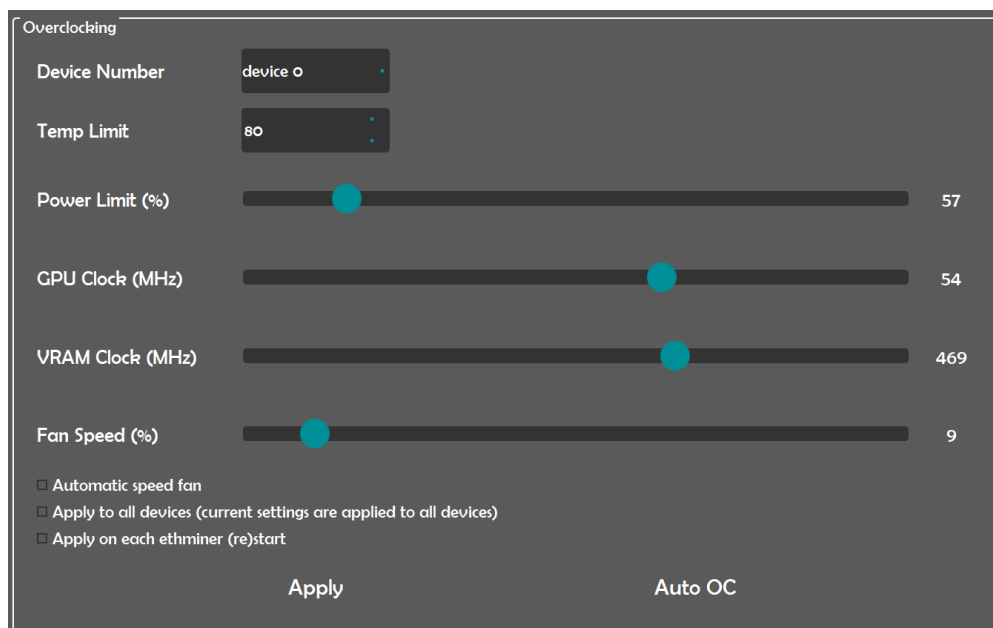 Overclocking
Device Number device 0
Temp Limit 80
Power Limit (%) 57
GPU Clock (MHz) 54
VRAM Clock (MHz) 469
Fan Speed (%) 9
Automatic speed fan
Apply to all devices (current settings are applied to all devices)
Apply on each ethminer (re)start
Apply Auto OC